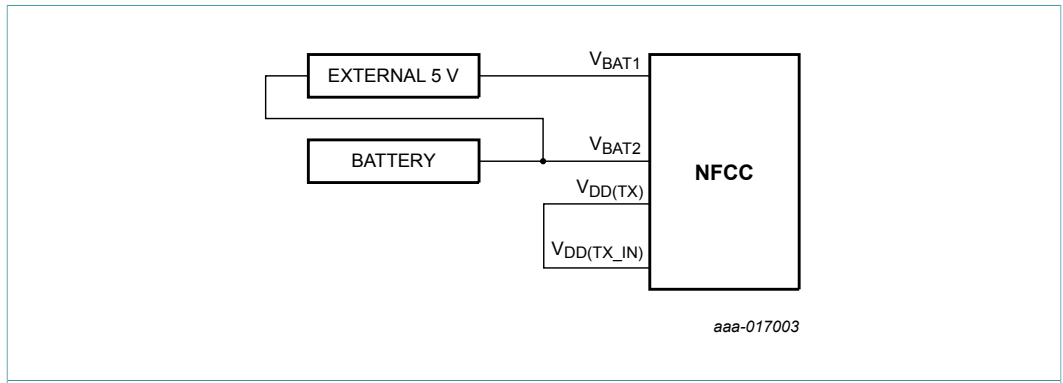 EXTERNAL 5 V
VBAT1
BATTERY
VBAT2
NFCC
VDD(TX)
VDD(TX_IN)
aaa-017003